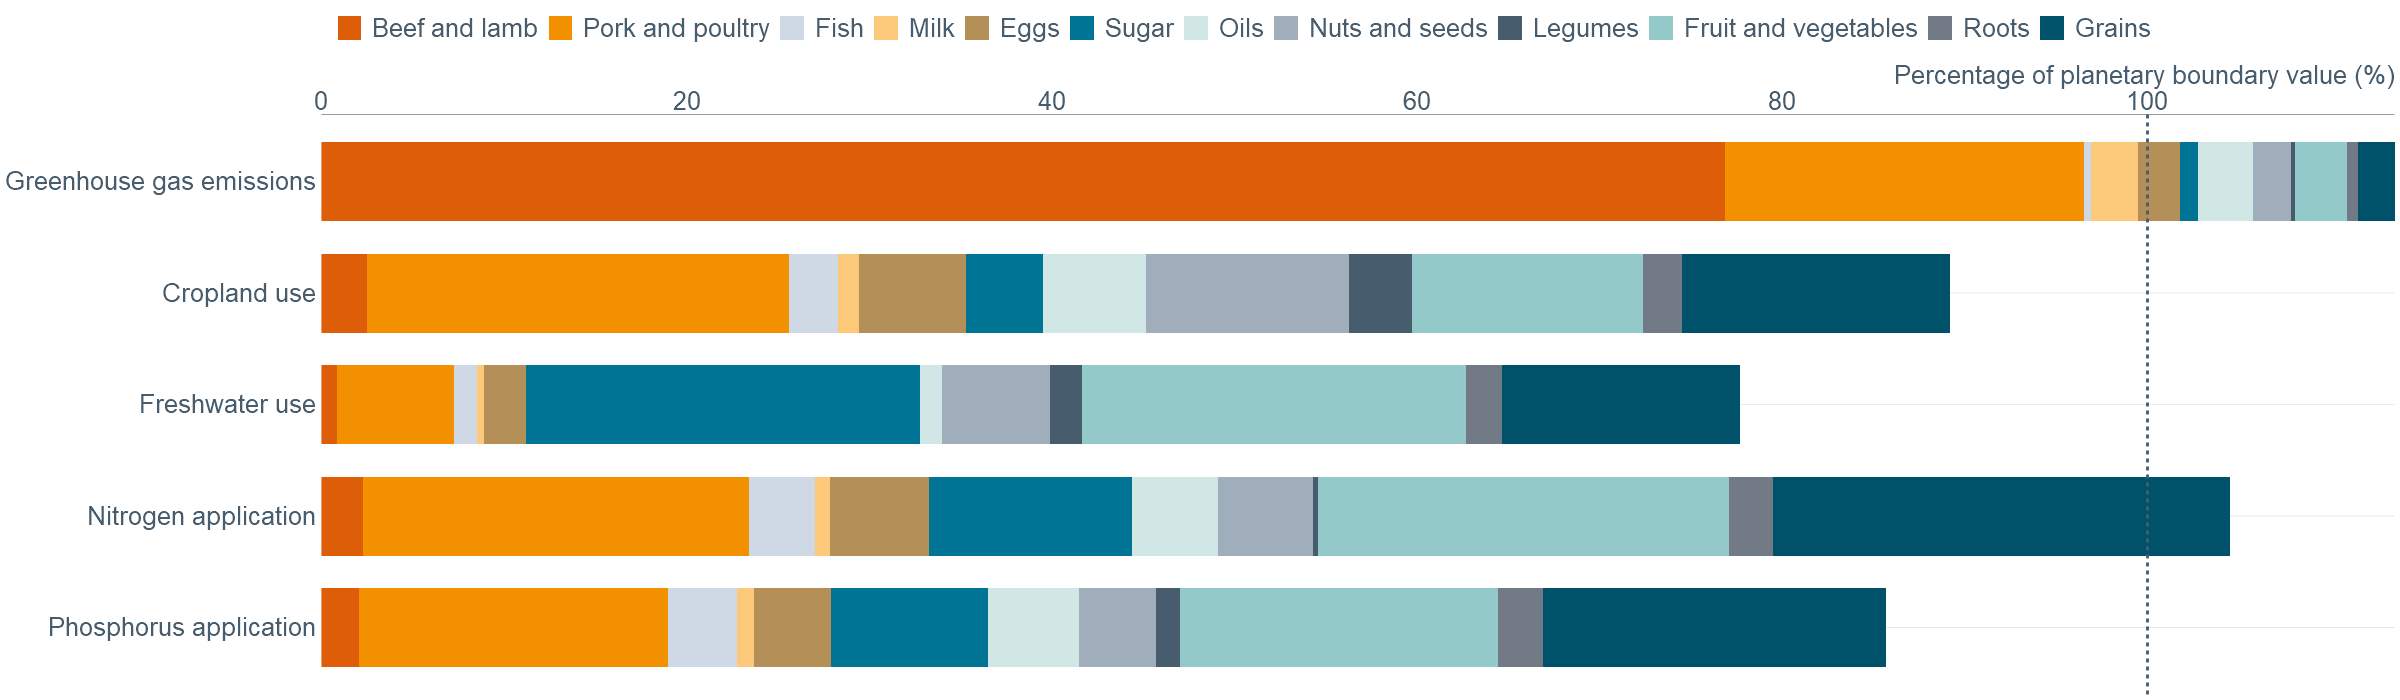 Beef and lamb Pork and poultry Fish Milk Eggs Sugar Oils Nuts and seeds Legumes Fruit and vegetables Roots Grains
Percentage of planetary boundary value (%)
0 20 40 60 80 100
Greenhouse gas emissions
Cropland use
Freshwater use
Nitrogen application
Phosphorus application